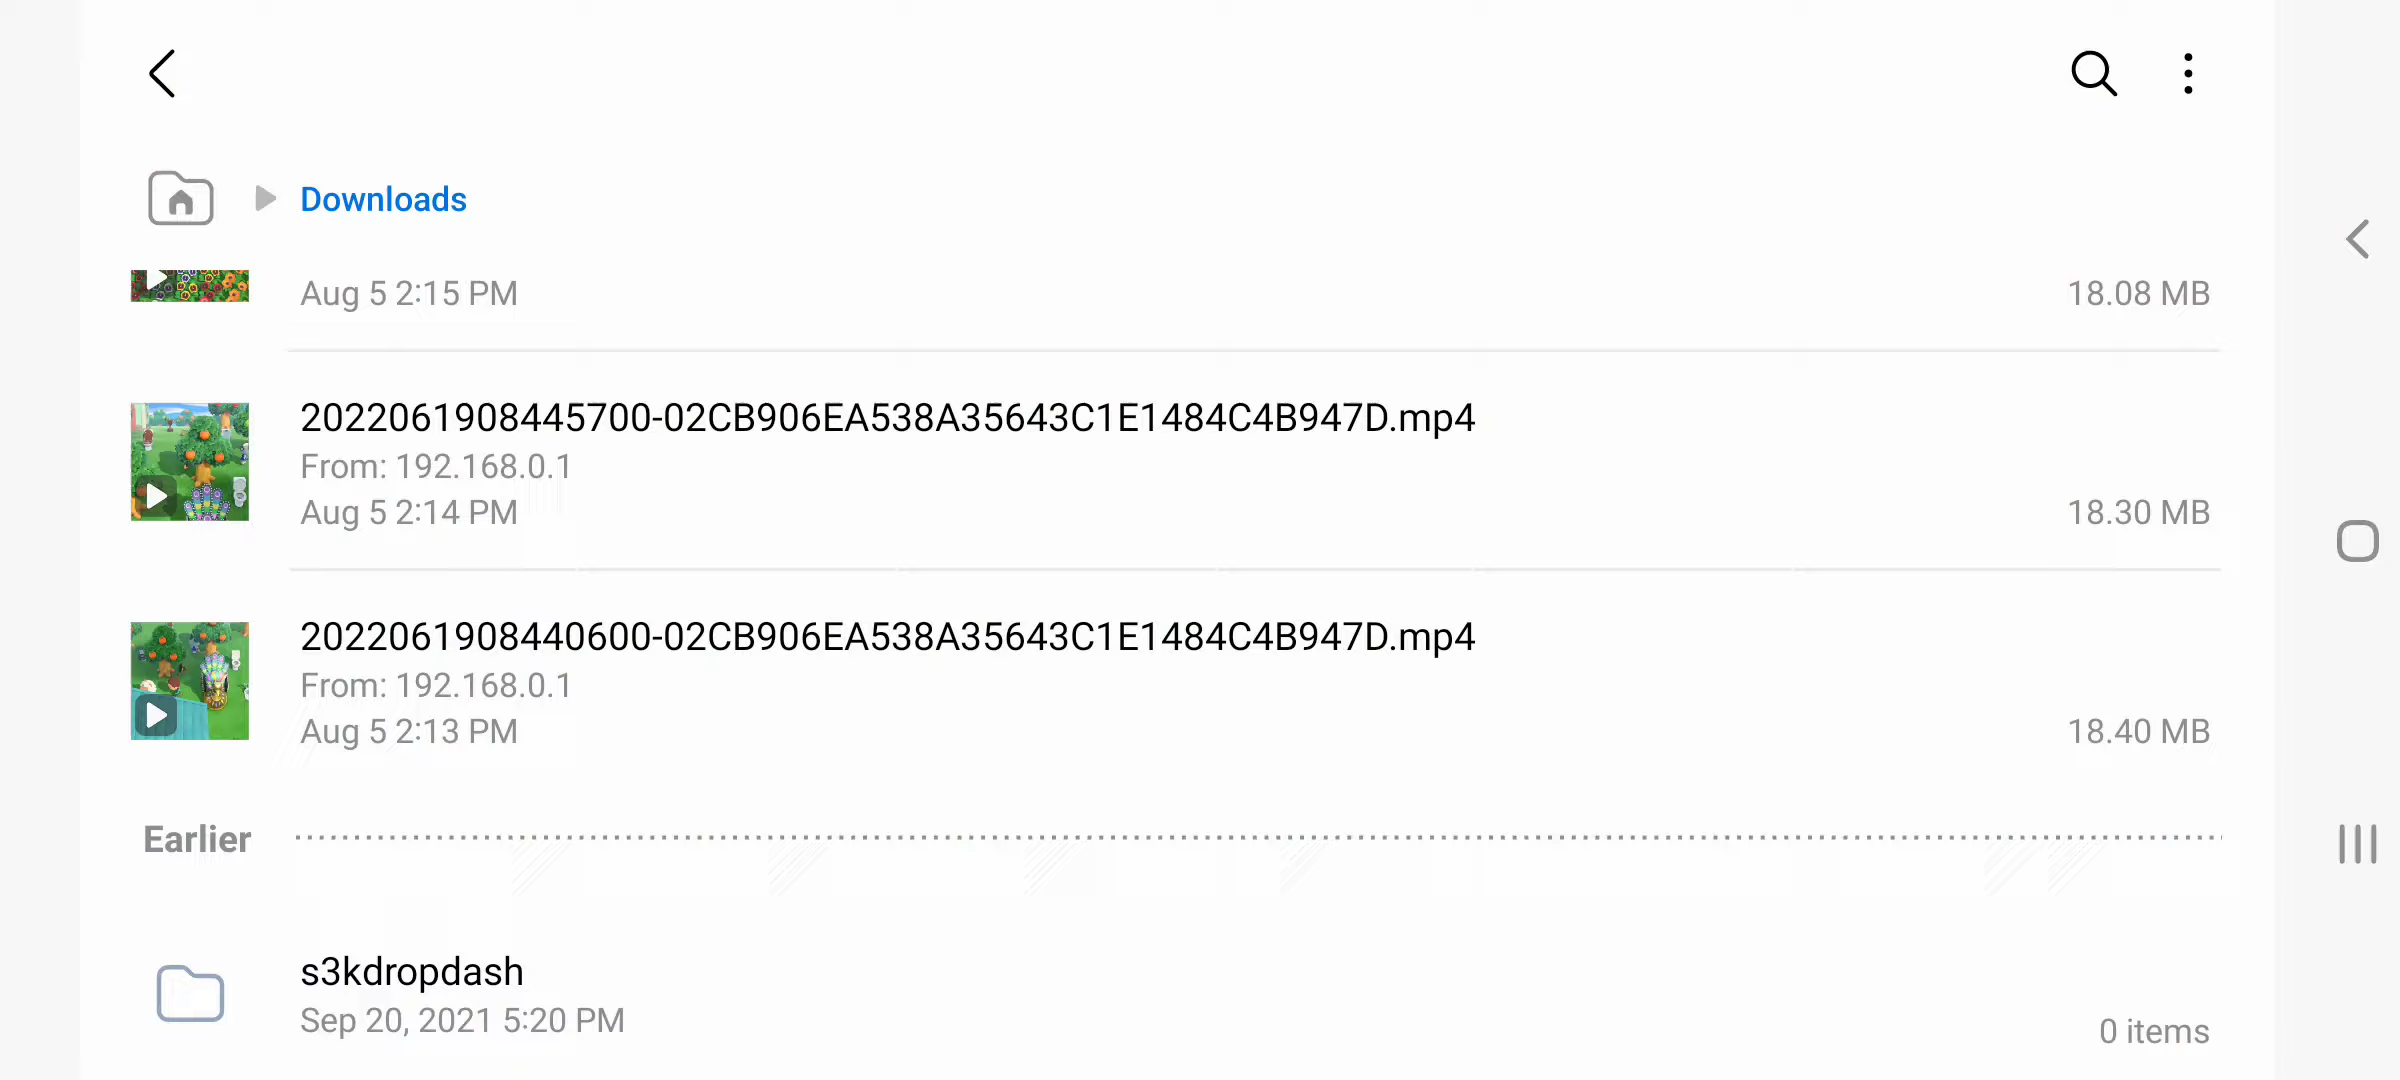 Downloads
Aug 5 2:15 PM
18.08 MB
2022061908445700-02CB906EA538A35643C1E1484C4B947D.mp4
From: 192.168.0.1
Aug 5 2:14 PM
18.30 MB
2022061908440600-02CB906EA538A35643C1E1484C4B947D.mp4
From: 192.168.0.1
Aug 5 2:13 PM
18.40 MB
Earlier
s3kdropdash
Sep 20, 2021 5:20 PM
0 items